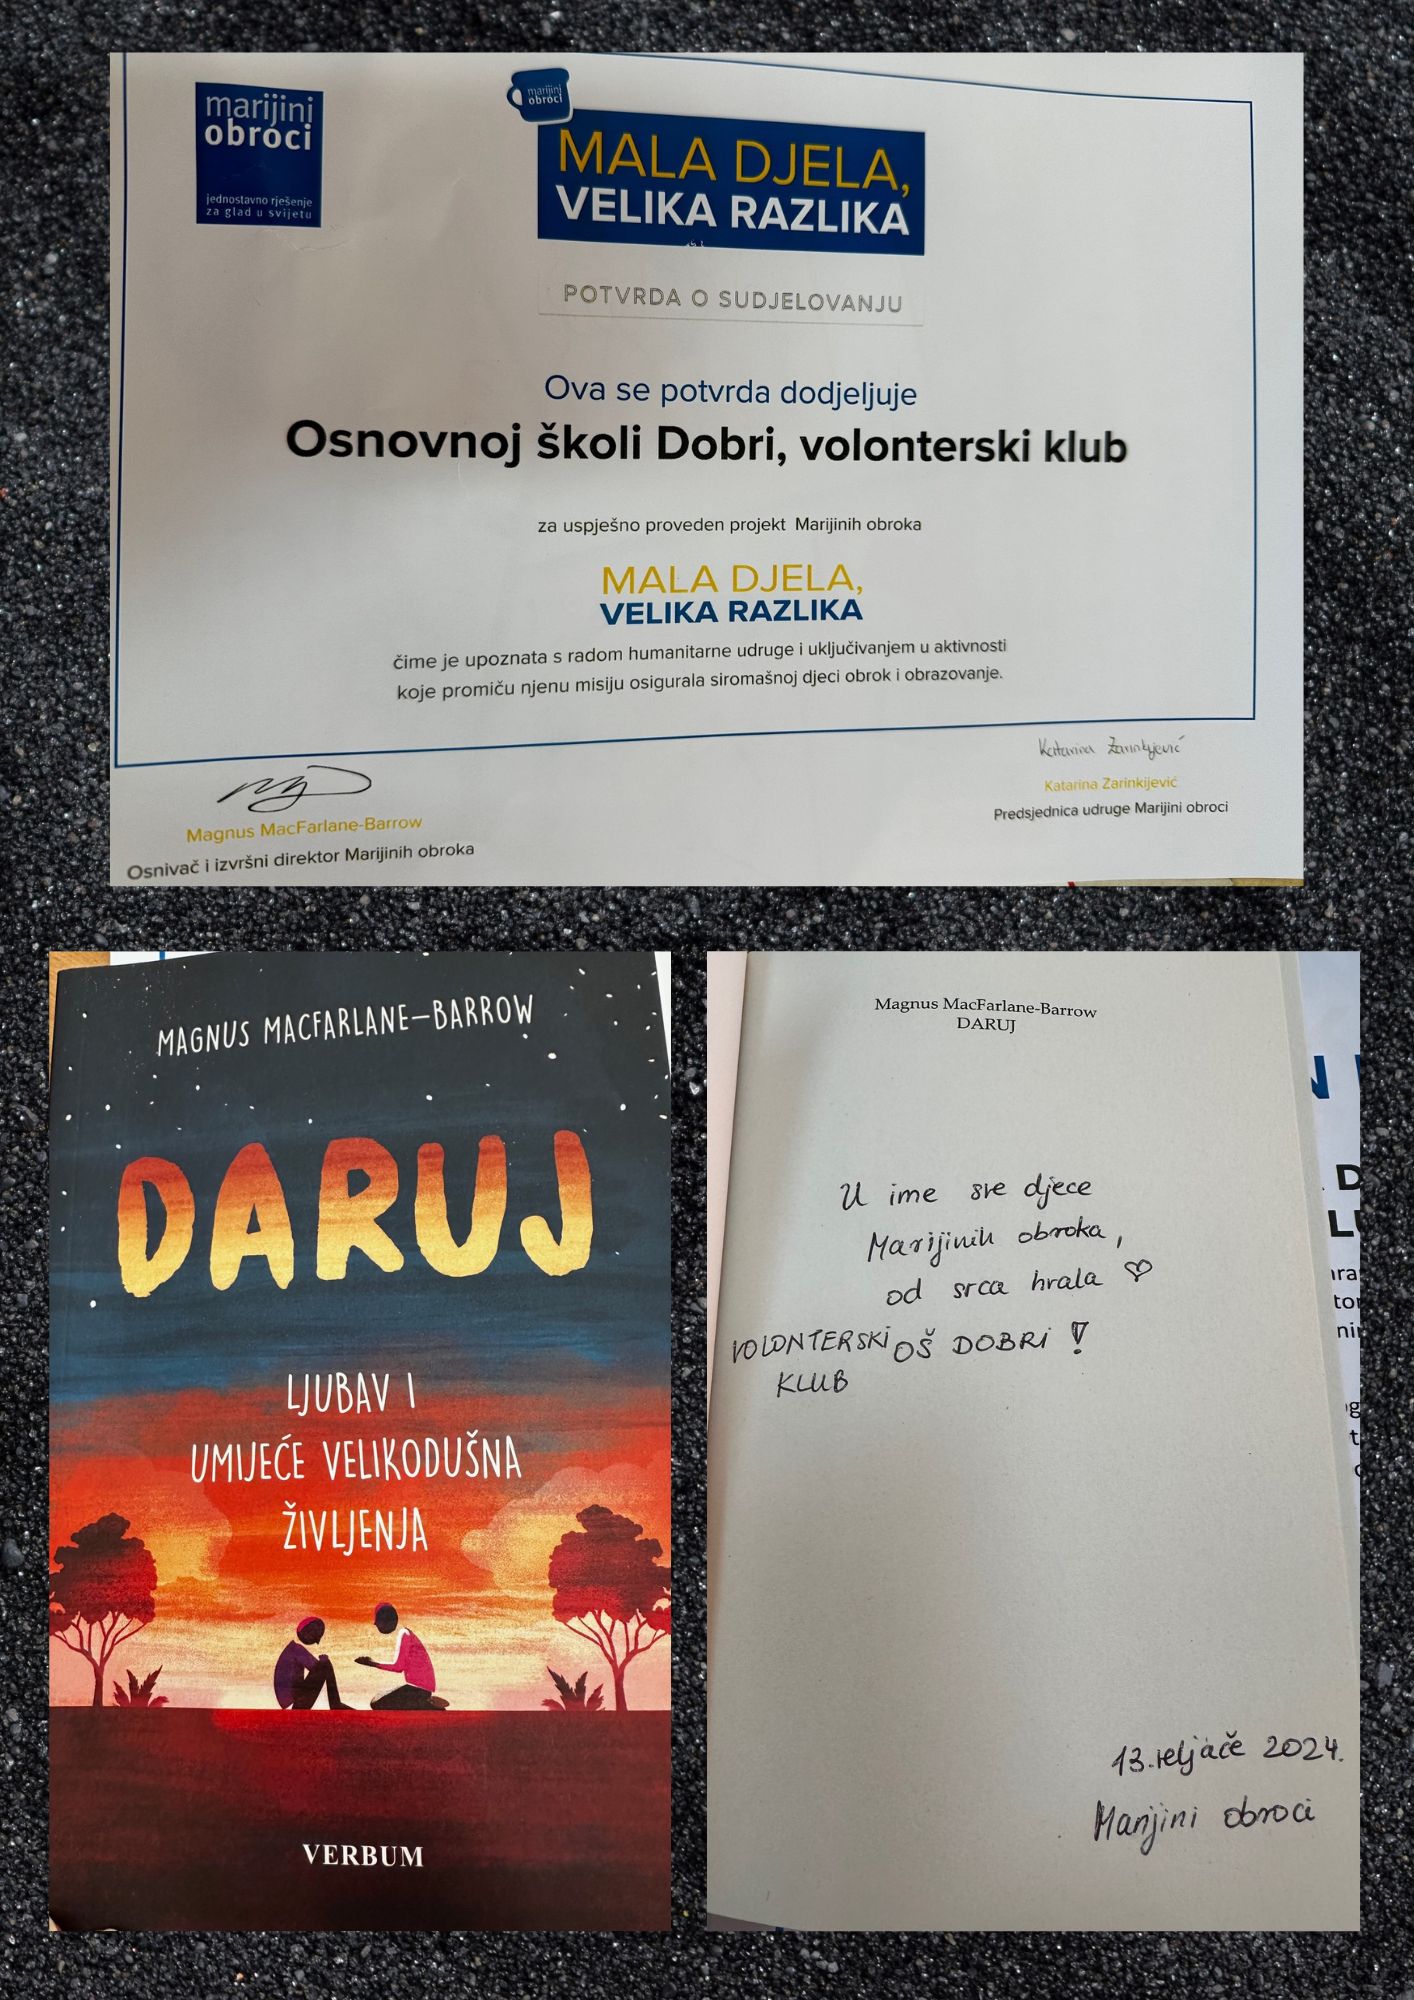 marijini
obroci
jednostavno rješenje
za glad u svijetu
marijini
obroci
MALA DJELA,
VELIKA RAZLIKA
POTVRDA O SUDJELOVANJU
Ova se potvrda dodjeljuje
Osnovnoj školi Dobri, volonterski klub
za uspješno proveden projekt Marijinih obroka
MALA DJELA,
VELIKA RAZLIKA
čime je upoznata s radom humanitarne udruge i uključivanjem u aktivnosti
koje promiču njenu misiju osigurala siromašnoj djeci obrok i obrazovanje.
Magnus MacFarlane-Barrow
Osnivač i izvršni direktor Marijinih obroka
Katarina Zarinkijević
Katarina Zarinkijević
Predsjednica udruge Marijini obroci
MAGNUS MACFARLANE-BARROW
DARUJ
LJUBAV I
UMIJEĆE VELIKODUŠNA
ŽIVLJENJA
VERBUM
Magnus MacFarlane-Barrow
DARUJ
U ime sve djece
Marijinih obroka,
od srca hvala ♡
VOLONTERSKI OŠ DOBRI !
KLUB
13. veljače 2024.
Marijini obroci